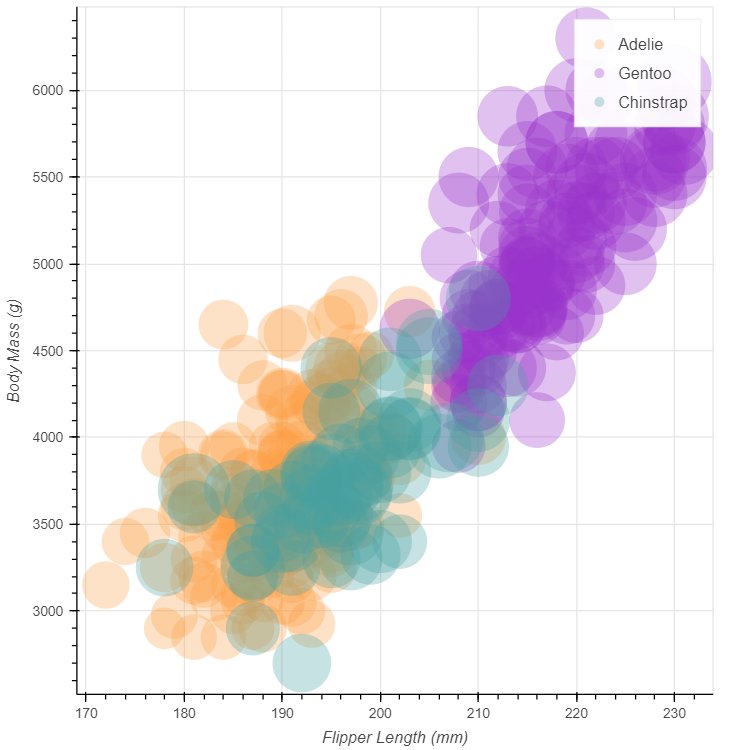 Adelie
Gentoo
Chinstrap
6000
5500
5000
4500
4000
3500
3000
Body Mass (g)
170 180 190 200 210 220 230
Flipper Length (mm)